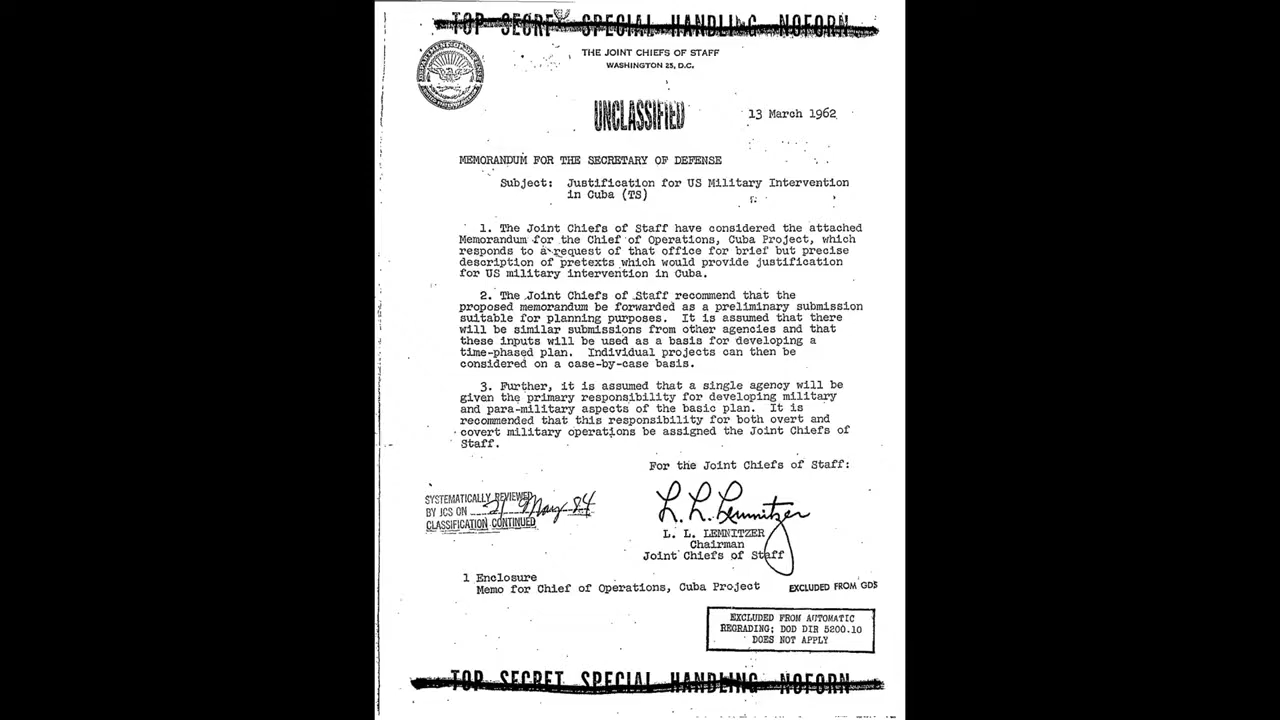 TOP SECRET SPECIAL HANDLING NOFORN
THE JOINT CHIEFS OF STAFF
WASHINGTON 25, D.C.
UNCLASSIFIED
13 March 1962
MEMORANDUM FOR THE SECRETARY OF DEFENSE
Subject: Justification for US Military Intervention
in Cuba (TS)
1. The Joint Chiefs of Staff have considered the attached
Memorandum for the Chief of Operations, Cuba Project, which
responds to a request of that office for brief but precise
description of pretexts which would provide justification
for US military intervention in Cuba.
2. The Joint Chiefs of Staff recommend that the
proposed memorandum be forwarded as a preliminary submission
suitable for planning purposes. It is assumed that there
will be similar submissions from other agencies and that
these inputs will be used as a basis for developing a
time-phased plan. Individual projects can then be
considered on a case-by-case basis.
3. Further, it is assumed that a single agency will be
given the primary responsibility for developing military
and para-military aspects of the basic plan. It is
recommended that this responsibility for both overt and
covert military operations be assigned the Joint Chiefs of
Staff.
For the Joint Chiefs of Staff:
SYSTEMATICALLY REVIEWED
BY JCS ON 21 May 84
CLASSIFICATION CONTINUED
L. L. Lemnitzer
L. L. LEMNITZER
Chairman
Joint Chiefs of Staff
1 Enclosure
Memo for Chief of Operations, Cuba Project
EXCLUDED FROM GDS
EXCLUDED FROM AUTOMATIC
REGRADING; DOD DIR 5200.10
DOES NOT APPLY
TOP SECRET SPECIAL HANDLING NOFORN